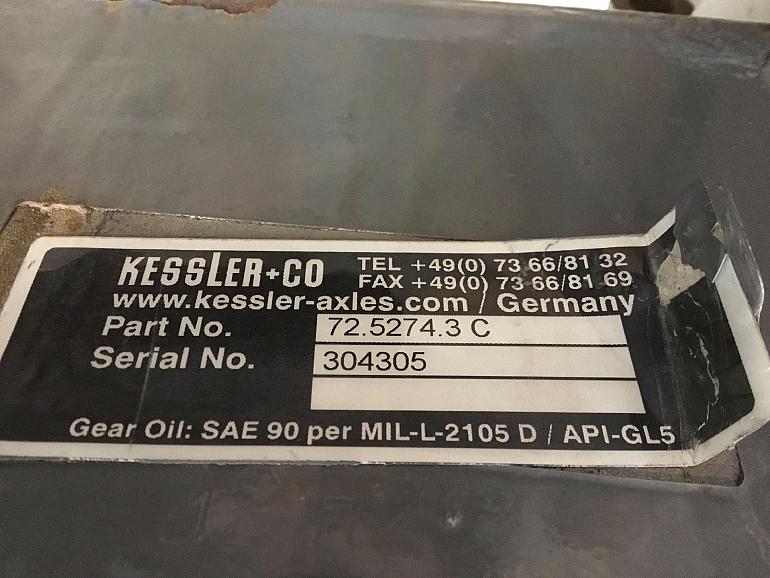 KESSLER+CO
TEL +49(0) 73 66/81 32
FAX +49(0) 73 66/81 69
www.kessler-axles.com / Germany
Part No. 72.5274.3 C
Serial No. 304305
Gear Oil: SAE 90 per MIL-L-2105 D / API-GL5